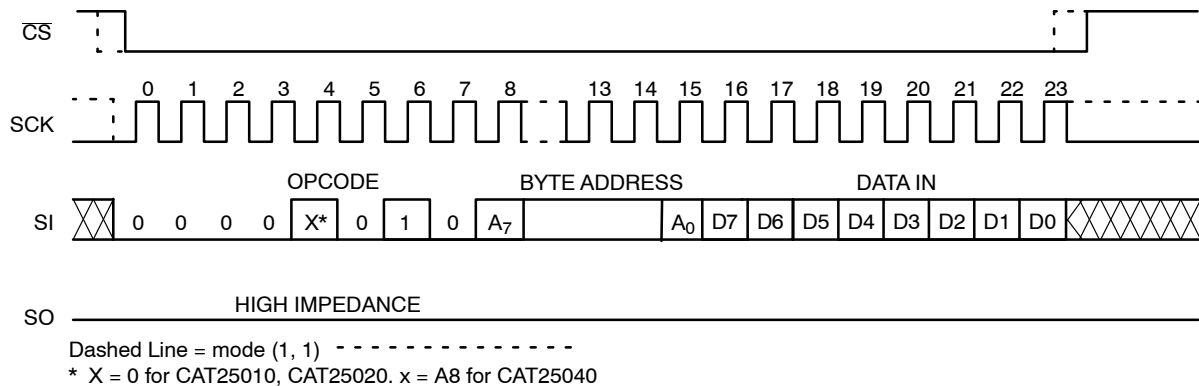 CS
0 1 2 3 4 5 6 7 8 13 14 15 16 17 18 19 20 21 22 23
SCK
OPCODE BYTE ADDRESS DATA IN
SI 0 0 0 0 X* 0 1 0 A7 A0 D7 D6 D5 D4 D3 D2 D1 D0
HIGH IMPEDANCE
SO
Dashed Line = mode (1, 1) - - - - - - - - - - - - - -
* X = 0 for CAT25010, CAT25020. x = A8 for CAT25040